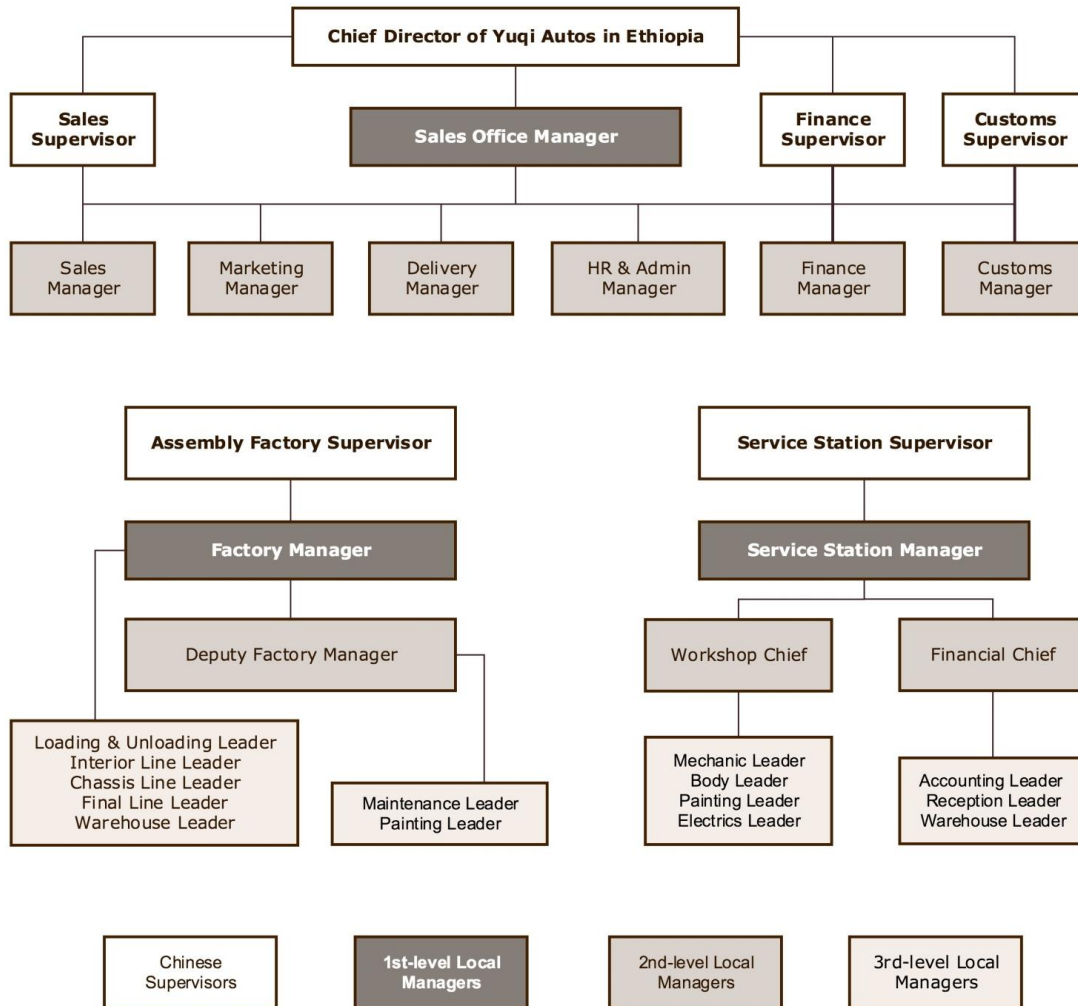 Chief Director of Yuqi Autos in Ethiopia
Sales
Supervisor
Sales Office Manager
Finance
Supervisor
Customs
Supervisor
Sales
Manager
Marketing
Manager
Delivery
Manager
HR & Admin
Manager
Finance
Manager
Customs
Manager
Assembly Factory Supervisor
Factory Manager
Deputy Factory Manager
Loading & Unloading Leader
Interior Line Leader
Chassis Line Leader
Final Line Leader
Warehouse Leader
Maintenance Leader
Painting Leader
Service Station Supervisor
Service Station Manager
Workshop Chief
Financial Chief
Mechanic Leader
Body Leader
Painting Leader
Electrics Leader
Accounting Leader
Reception Leader
Warehouse Leader
Chinese
Supervisors
1st-level Local
Managers
2nd-level Local
Managers
3rd-level Local
Managers